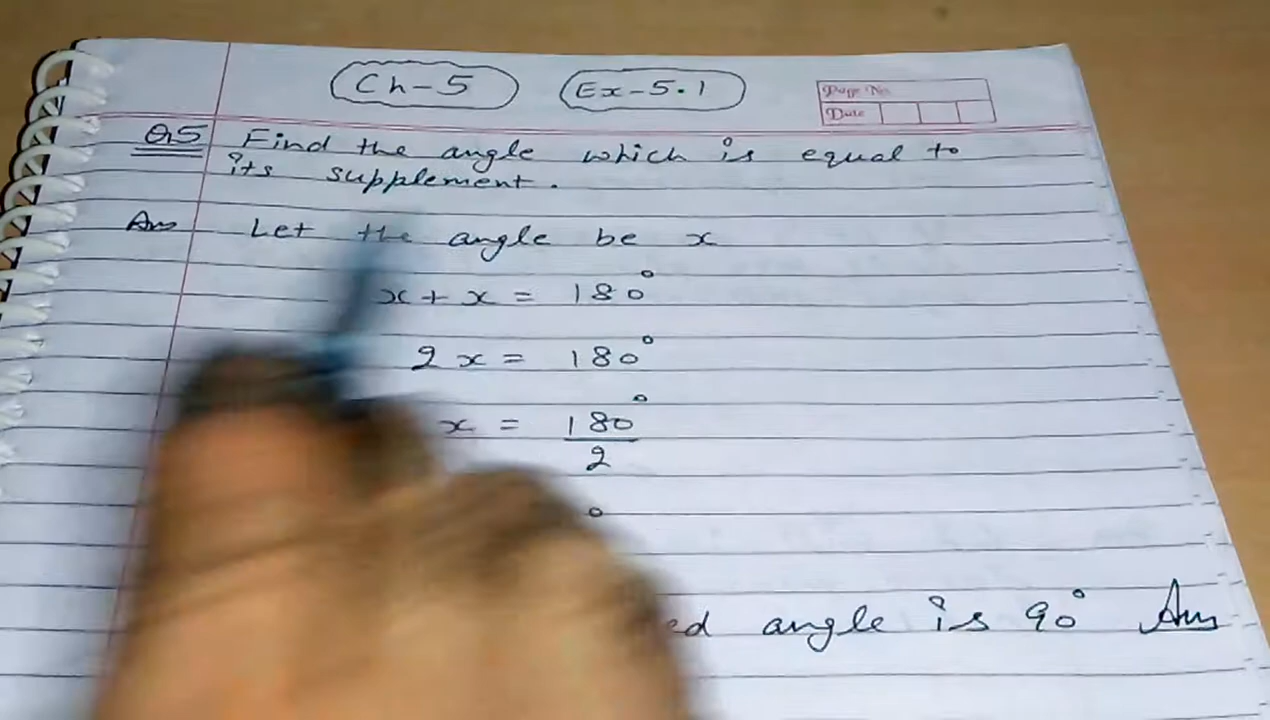 Ch-5 Ex-5.1
Page No.
Date
Q5 Find the angle which is equal to
its supplement.
Ans Let the angle be x
x + x = 180°
2x = 180°
x = 180°
2
°
angle is 90° Ans